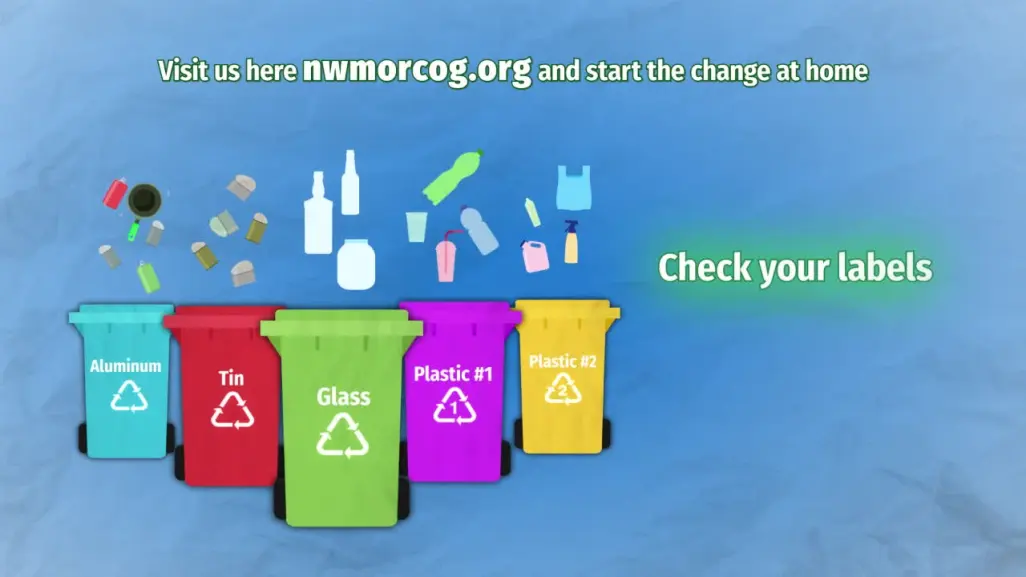 Visit us here nwmorcog.org and start the change at home
Check your labels
Aluminum
Tin
Glass
Plastic #1
1
Plastic #2
2